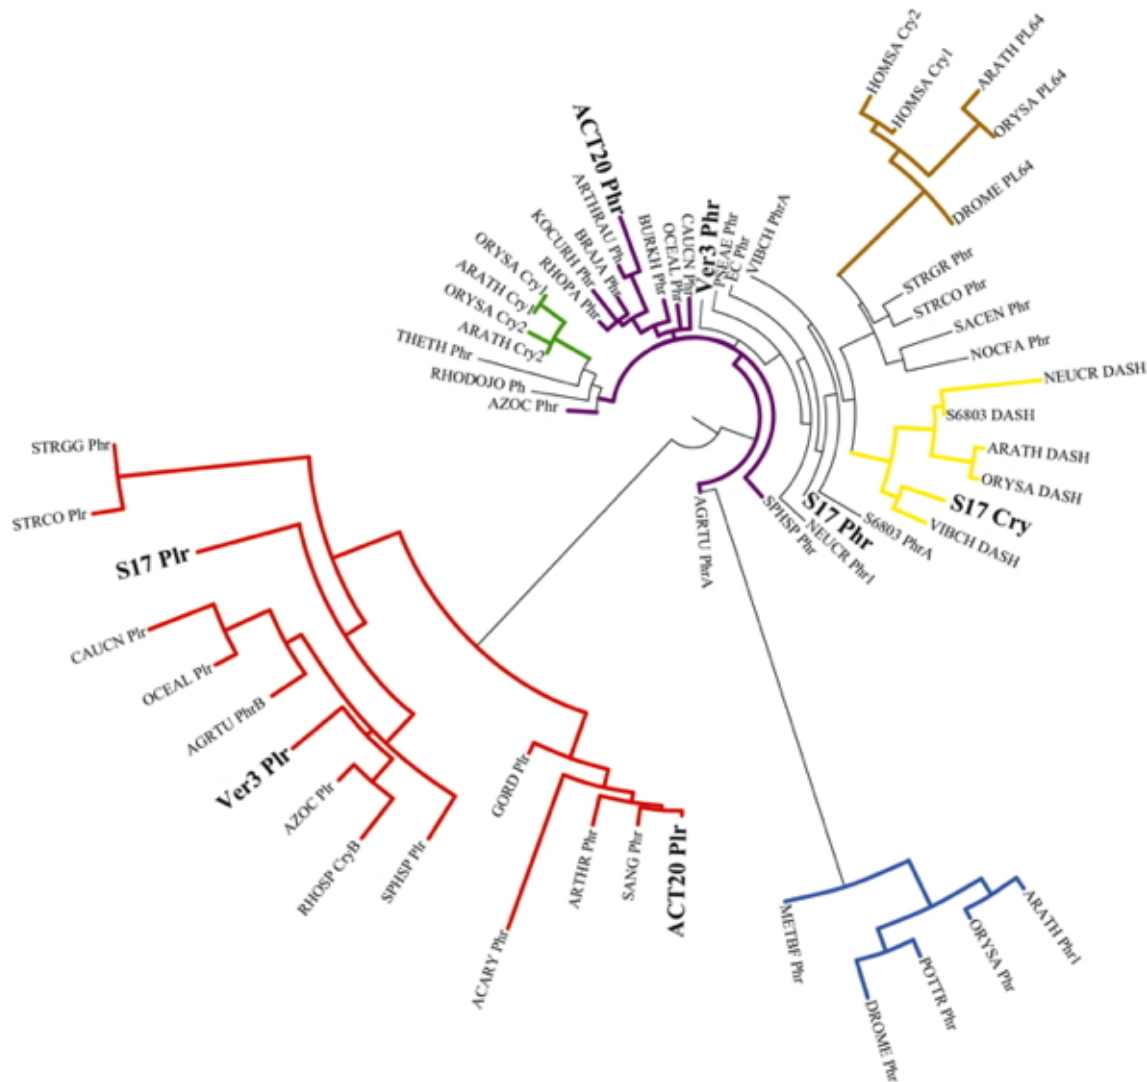 HOMSA Cry2
HOMSA Cry1
ARATH PL64
ORYSA PL64
DROME PL64
STRGR Phr
STRCO Phr
SACEN Phr
NOCFA Phr
NEUCR DASH
S6803 DASH
ARATH DASH
ORYSA DASH
S17 Cry
VIBCH DASH
S6803 PhrA
S17 Phr
NEUCR Phr1
SPHSP Phr
AGRTU PhrA
VIBCH PhrA
EC Phr
PSEAE Phr
Ver3 Phr
CAUCN Phr
OCEAL Phr
BURKH Phr
ACT20 Phr
ARTHRAU Ph
BRAJA Phr
KOCURH Phr
RHOPA Phr
ORYSA Cry1
ARATH Cry1
ORYSA Cry2
ARATH Cry2
THETH Phr
RHODOJO Ph
AZOC Phr
STRGG Phr
STRCO Plr
S17 Plr
CAUCN Plr
OCEAL Plr
AGRTU PhrB
Ver3 Plr
AZOC Plr
RHOSP CryB
SPHSP Plr
GORD Plr
ACARY Phr
ARTHR Phr
SANG Phr
ACT20 Plr
METBF Phr
DROME Phr
POTTR Phr
ORYSA Phr
ARATH Phr1